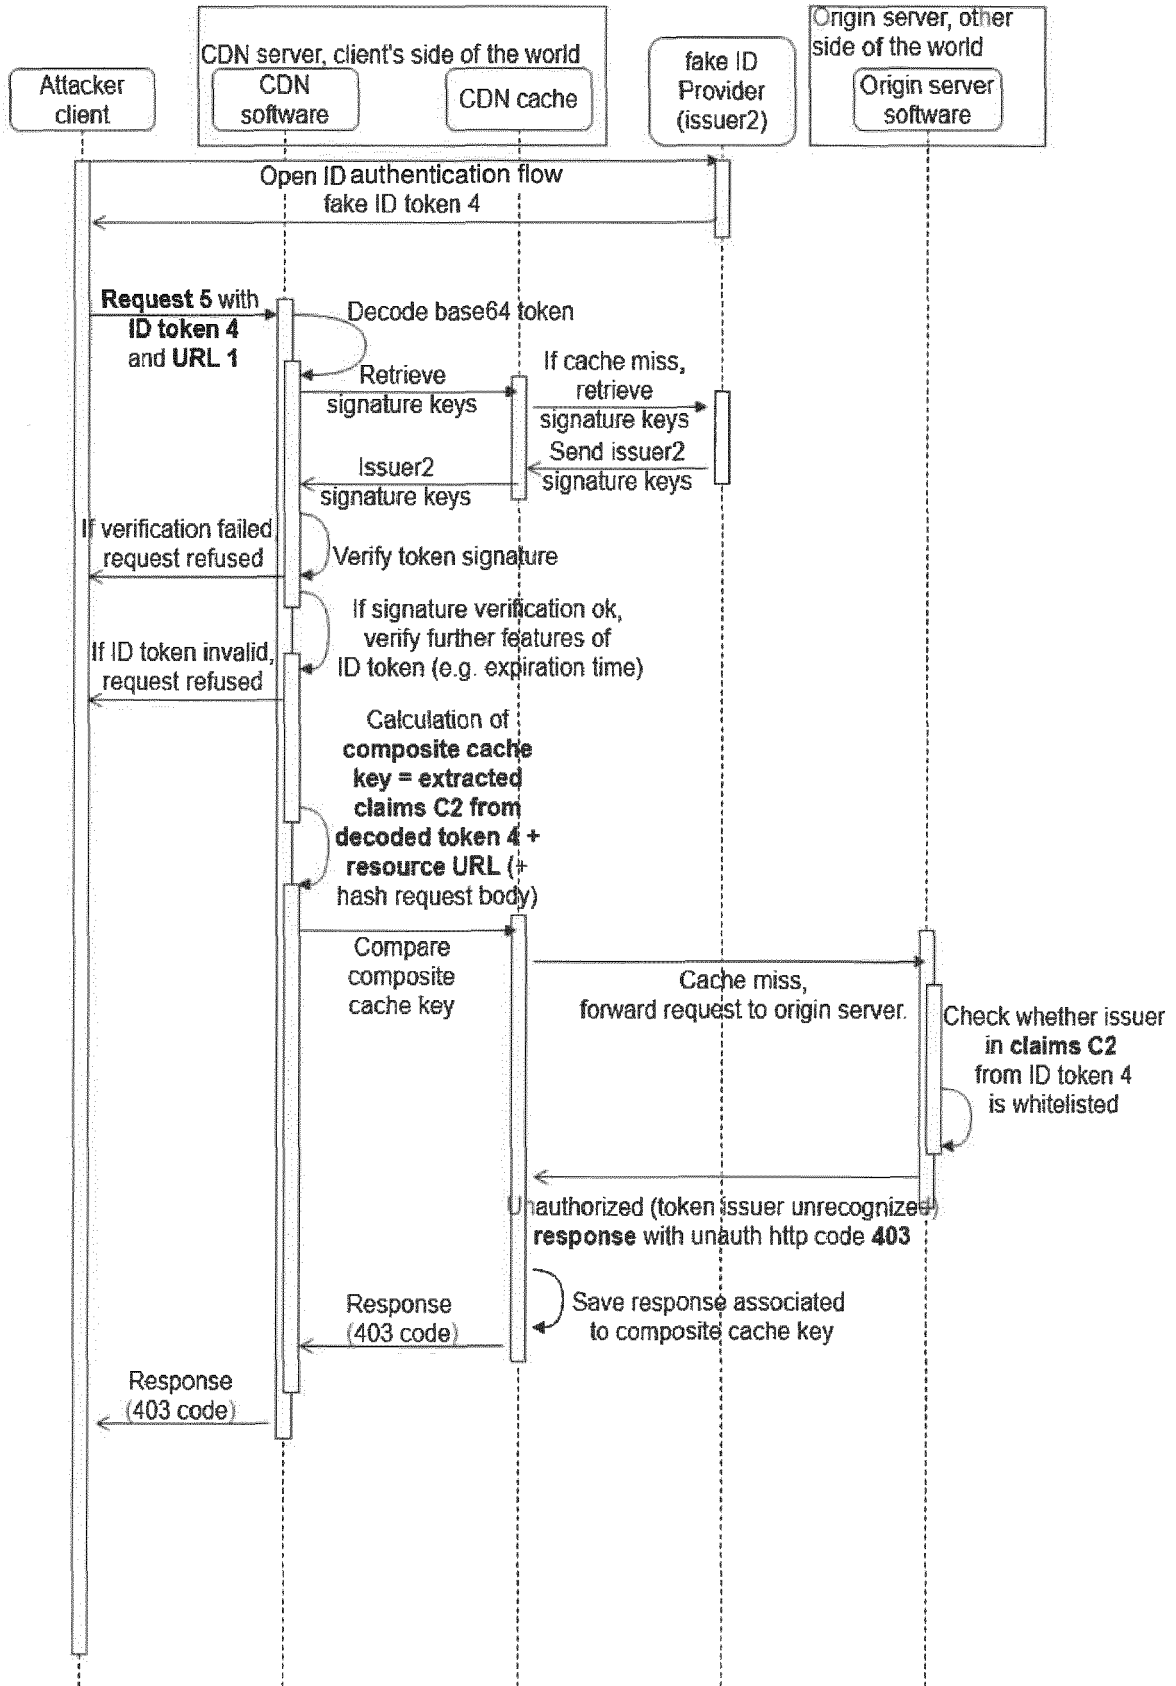 CDN server, client's side of the world
Origin server, other
side of the world
Attacker
client
CDN
software
CDN cache
fake ID
Provider
(issuer2)
Origin server
software
Open ID authentication flow
fake ID token 4
Request 5 with
ID token 4
and URL 1
Decode base64 token
Retrieve
signature keys
If cache miss,
retrieve
signature keys
Send issuer2
signature keys
Issuer2
signature keys
If verification failed
request refused
Verify token signature
If signature verification ok,
verify further features of
ID token (e.g. expiration time)
If ID token invalid,
request refused
Calculation of
composite cache
key = extracted
claims C2 from
decoded token 4 +
resource URL (+
hash request body)
Compare
composite
cache key
Cache miss,
forward request to origin server.
Check whether issuer
in claims C2
from ID token 4
is whitelisted
Unauthorized (token issuer unrecognized)
response with unauth http code 403
Save response associated
to composite cache key
Response
(403 code)
Response
(403 code)